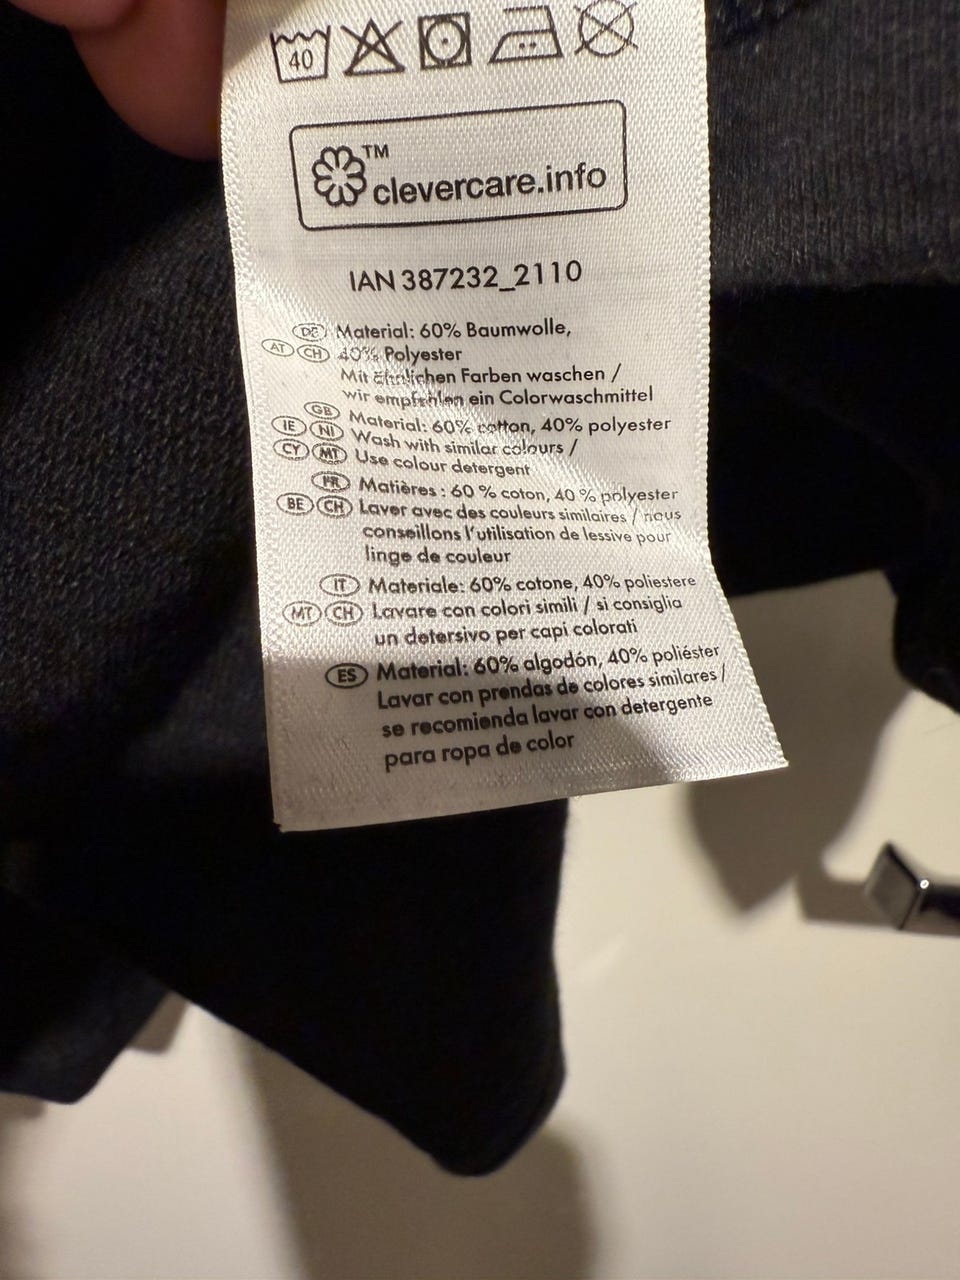 40
™
clevercare.info
IAN 387232_2110
DE Material: 60% Baumwolle,
AT CH 40% Polyester
Mit ähnlichen Farben waschen /
wir empfehlen ein Colorwaschmittel
GB Material: 60% cotton, 40% polyester
IE NI Wash with similar colours /
CY MT Use colour detergent
FR Matières : 60 % coton, 40 % polyester
BE CH Laver avec des couleurs similaires / nous
conseillons l'utilisation de lessive pour
linge de couleur
IT Materiale: 60% cotone, 40% poliestere
MT CH Lavare con colori simili / si consiglia
un detersivo per capi colorati
ES Material: 60% algodón, 40% poliéster
Lavar con prendas de colores similares /
se recomienda lavar con detergente
para ropa de color